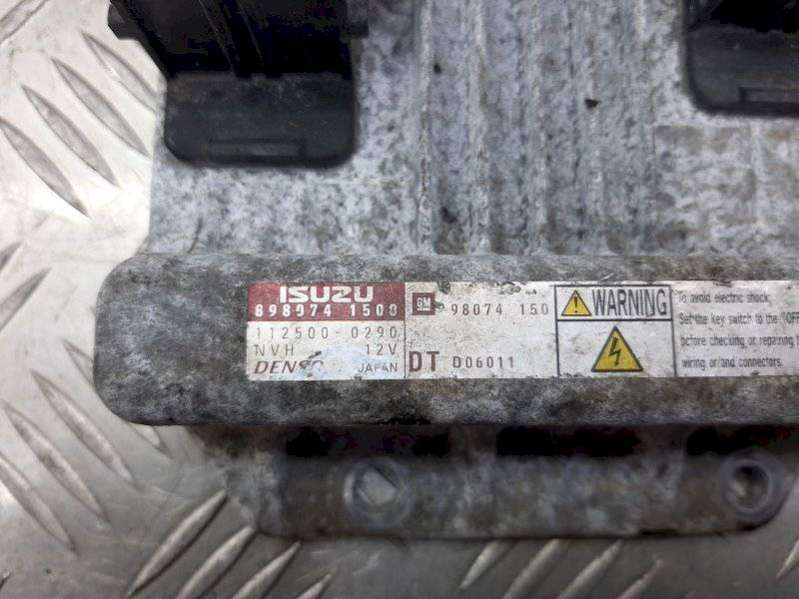 ISUZU
898074 1500
112500-0290
NVH 12V
DENSO JAPAN
GM 98074 150
DT D06011
WARNING
To avoid electric shock;
Set the key switch to the "OFF
before checking or repairing
wiring or/and connectors.